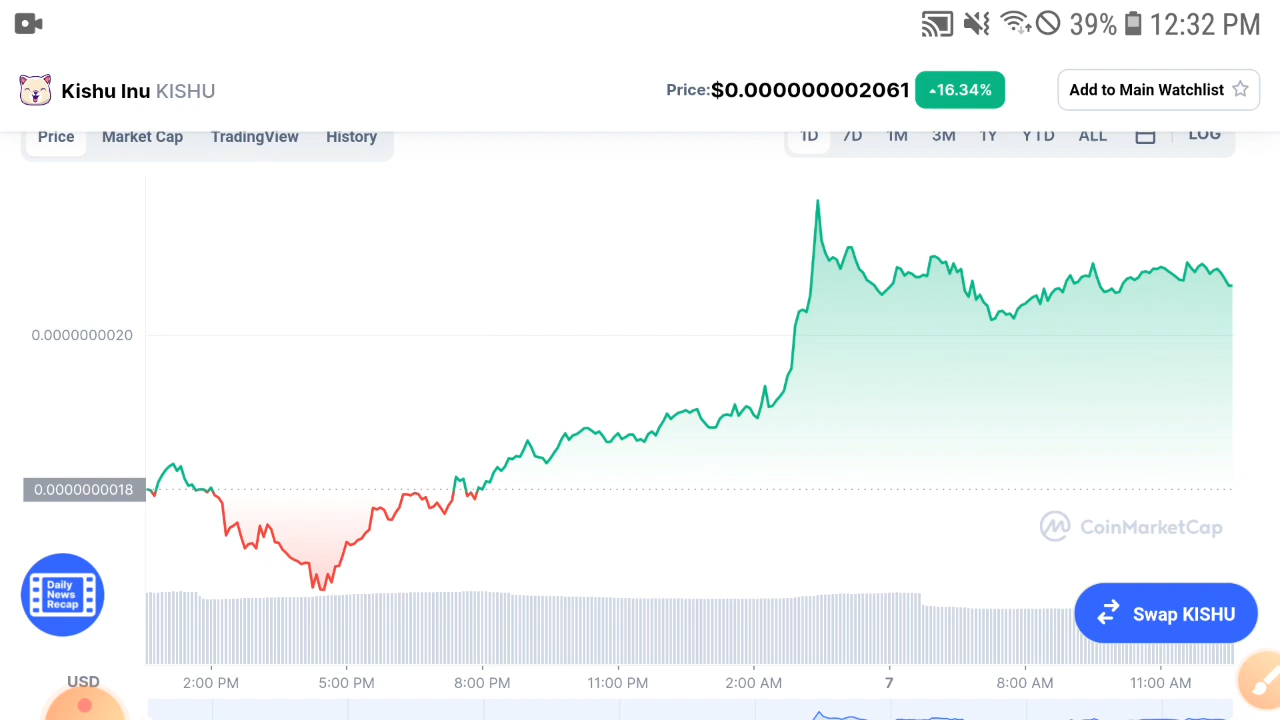 39% 12:32 PM
Kishu Inu KISHU
Price:$0.000000002061 16.34% Add to Main Watchlist
Price Market Cap TradingView History
1D 7D 1M 3M 1Y YTD ALL LOG
0.0000000020
0.0000000018
CoinMarketCap
Daily
News
Recap
Swap KISHU
USD 2:00 PM 5:00 PM 8:00 PM 11:00 PM 2:00 AM 7 8:00 AM 11:00 AM